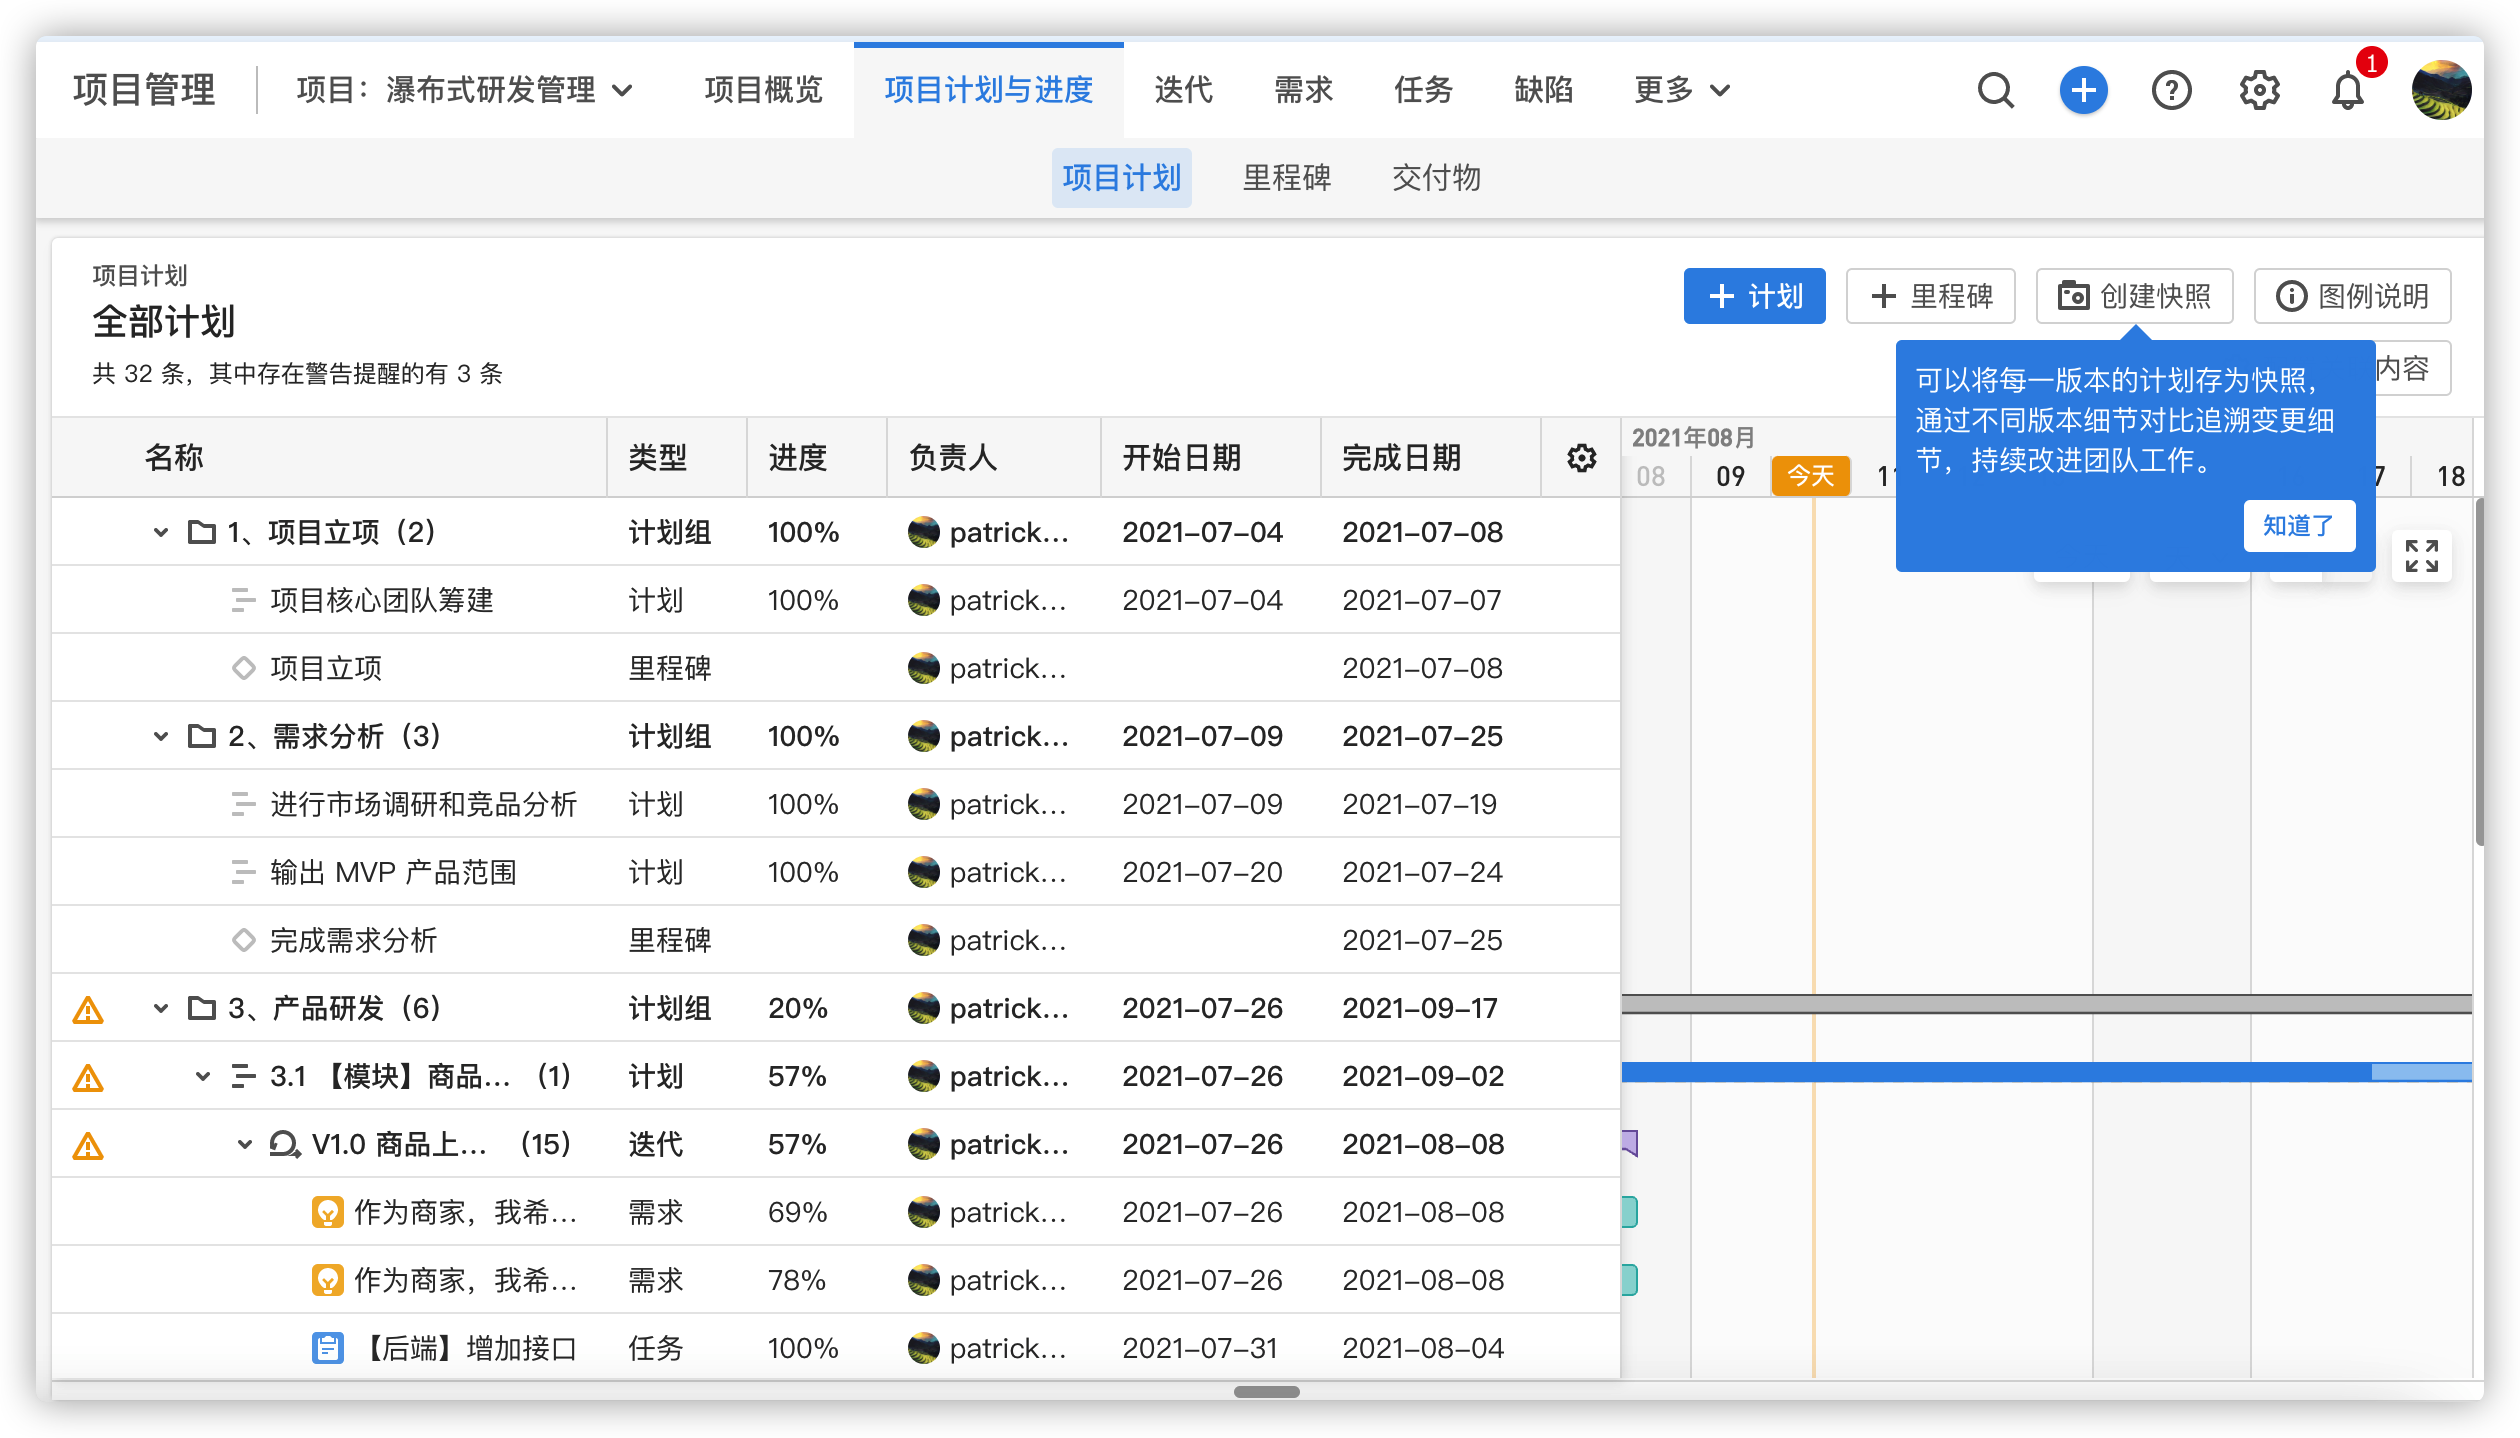 项目管理 项目：瀑布式研发管理 项目概览 项目计划与进度 迭代 需求 任务 缺陷 更多 1
项目计划 里程碑 交付物
项目计划
全部计划
共 32 条，其中存在警告提醒的有 3 条
计划 里程碑 创建快照 图例说明
内容
可以将每一版本的计划存为快照，
通过不同版本细节对比追溯变更细
节，持续改进团队工作。
知道了
名称 类型 进度 负责人 开始日期 完成日期
2021年08月
08 09 今天 18
1、项目立项（2） 计划组 100% patrick... 2021-07-04 2021-07-08
项目核心团队筹建 计划 100% patrick... 2021-07-04 2021-07-07
项目立项 里程碑 patrick... 2021-07-08
2、需求分析（3） 计划组 100% patrick... 2021-07-09 2021-07-25
进行市场调研和竞品分析 计划 100% patrick... 2021-07-09 2021-07-19
输出 MVP 产品范围 计划 100% patrick... 2021-07-20 2021-07-24
完成需求分析 里程碑 patrick... 2021-07-25
3、产品研发（6） 计划组 20% patrick... 2021-07-26 2021-09-17
3.1 【模块】商品... （1） 计划 57% patrick... 2021-07-26 2021-09-02
V1.0 商品上... （15） 迭代 57% patrick... 2021-07-26 2021-08-08
作为商家，我希... 需求 69% patrick... 2021-07-26 2021-08-08
作为商家，我希... 需求 78% patrick... 2021-07-26 2021-08-08
【后端】增加接口 任务 100% patrick... 2021-07-31 2021-08-04